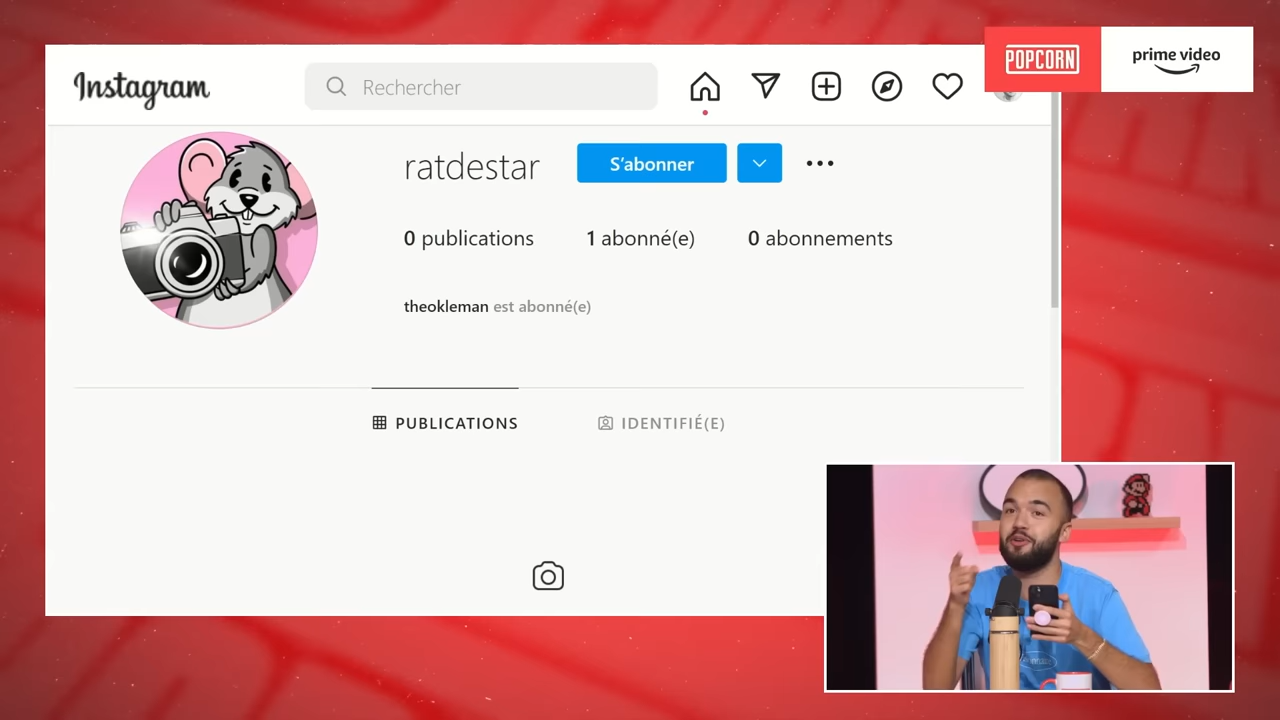 Instagram
Rechercher
POPCORN
prime video
ratdestar
S'abonner
0 publications
1 abonné(e)
0 abonnements
theokleman est abonné(e)
PUBLICATIONS
IDENTIFIÉ(E)